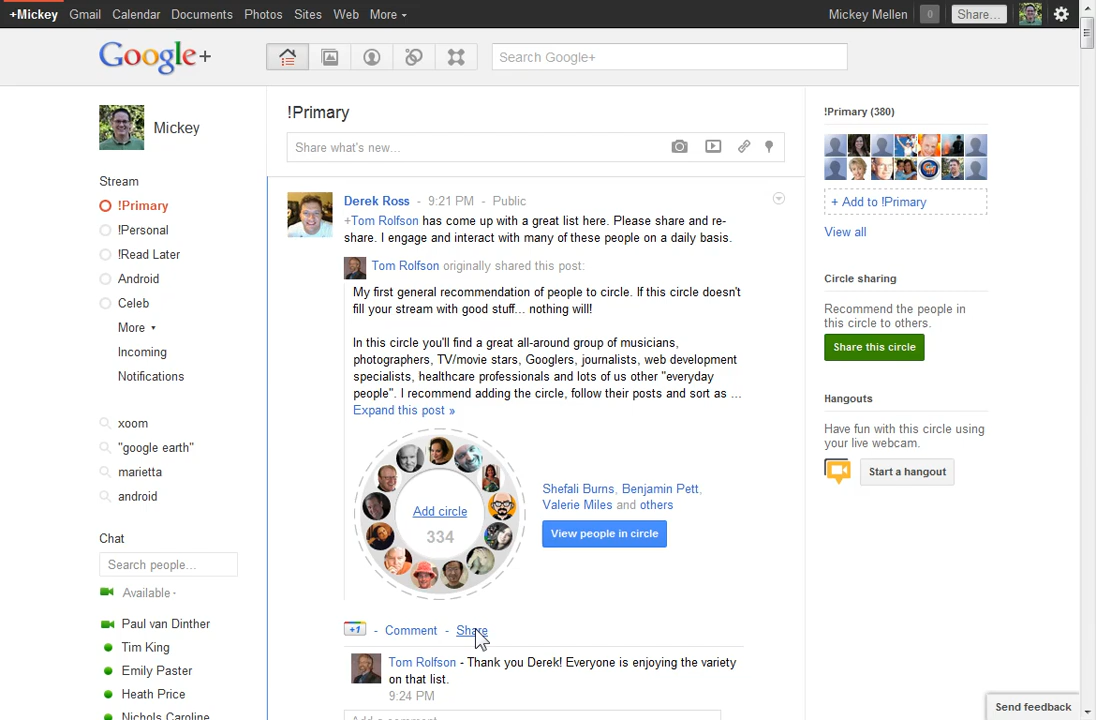 +Mickey Gmail Calendar Documents Photos Sites Web More
Mickey Mellen 0 Share...
Google+
Search Google+
Mickey
Stream
!Primary
!Personal
!Read Later
Android
Celeb
More
Incoming
Notifications
xoom
"google earth"
marietta
android
Chat
Search people...
Available
Paul van Dinther
Tim King
Emily Paster
Heath Price
Nichols Caroline
!Primary
Share what's new...
Derek Ross - 9:21 PM - Public
+Tom Rolfson has come up with a great list here. Please share and re-
share. I engage and interact with many of these people on a daily basis.
Tom Rolfson originally shared this post:
My first general recommendation of people to circle. If this circle doesn't
fill your stream with good stuff... nothing will!
In this circle you'll find a great all-around group of musicians,
photographers, TV/movie stars, Googlers, journalists, web development
specialists, healthcare professionals and lots of us other "everyday
people". I recommend adding the circle, follow their posts and sort as ...
Expand this post »
Add circle
334
Shefali Burns, Benjamin Pett,
Valerie Miles and others
View people in circle
+1 - Comment - Share
Tom Rolfson - Thank you Derek! Everyone is enjoying the variety
on that list.
9:24 PM
Add a comment...
!Primary (380)
+ Add to !Primary
View all
Circle sharing
Recommend the people in
this circle to others.
Share this circle
Hangouts
Have fun with this circle using
your live webcam.
Start a hangout
Send feedback